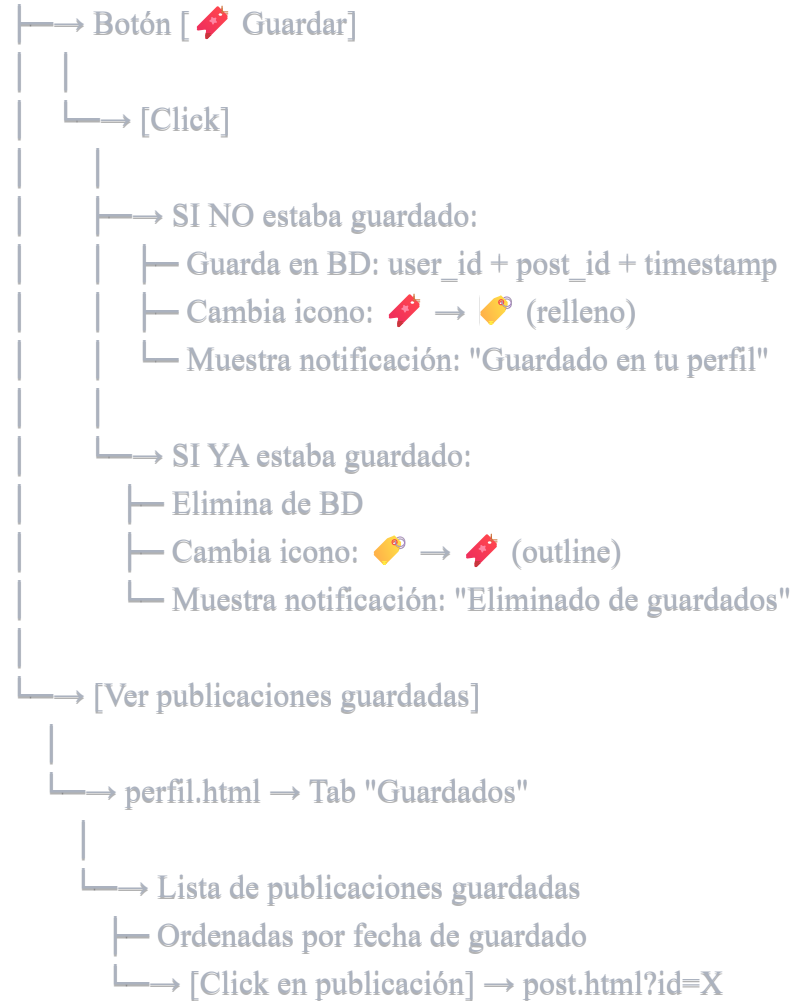 ├──→ Botón [🔖 Guardar]
│   │
│   └──→ [Click]
│       │
│       ├──→ SI NO estaba guardado:
│       │   ├── Guarda en BD: user_id + post_id + timestamp
│       │   ├── Cambia icono: 🔖 → 🏷️ (relleno)
│       │   └── Muestra notificación: "Guardado en tu perfil"
│       │
│       └──→ SI YA estaba guardado:
│           ├── Elimina de BD
│           ├── Cambia icono: 🏷️ → 🔖 (outline)
│           └── Muestra notificación: "Eliminado de guardados"
│
└──→ [Ver publicaciones guardadas]
    │
    └──→ perfil.html → Tab "Guardados"
        │
        └──→ Lista de publicaciones guardadas
            ├── Ordenadas por fecha de guardado
            └──→ [Click en publicación] → post.html?id=X